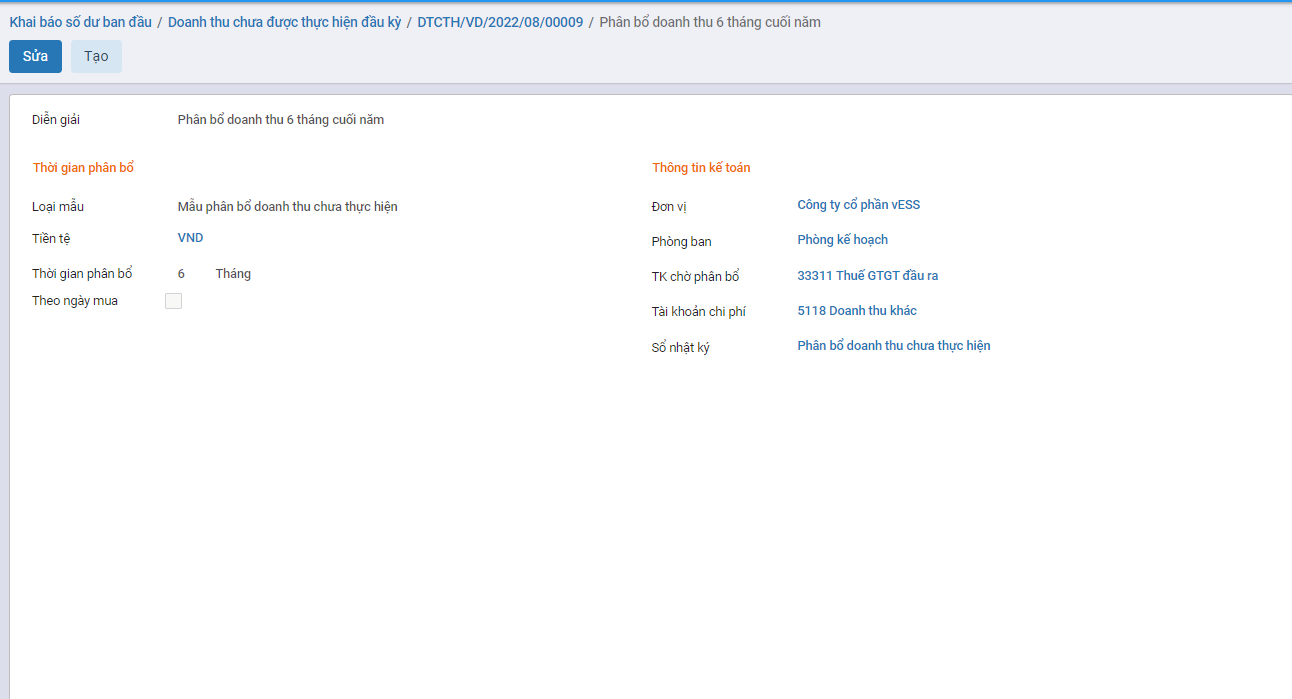 Khai báo số dư ban đầu / Doanh thu chưa được thực hiện đầu kỳ / DTCTH/VD/2022/08/00009 / Phân bổ doanh thu 6 tháng cuối năm
Sửa Tạo
Diễn giải Phân bổ doanh thu 6 tháng cuối năm
Thời gian phân bổ
Loại mẫu Mẫu phân bổ doanh thu chưa thực hiện
Tiền tệ VND
Thời gian phân bổ 6 Tháng
Theo ngày mua
Thông tin kế toán
Đơn vị Công ty cổ phần vESS
Phòng ban Phòng kế hoạch
TK chờ phân bổ 33311 Thuế GTGT đầu ra
Tài khoản chi phí 5118 Doanh thu khác
Sổ nhật ký Phân bổ doanh thu chưa thực hiện